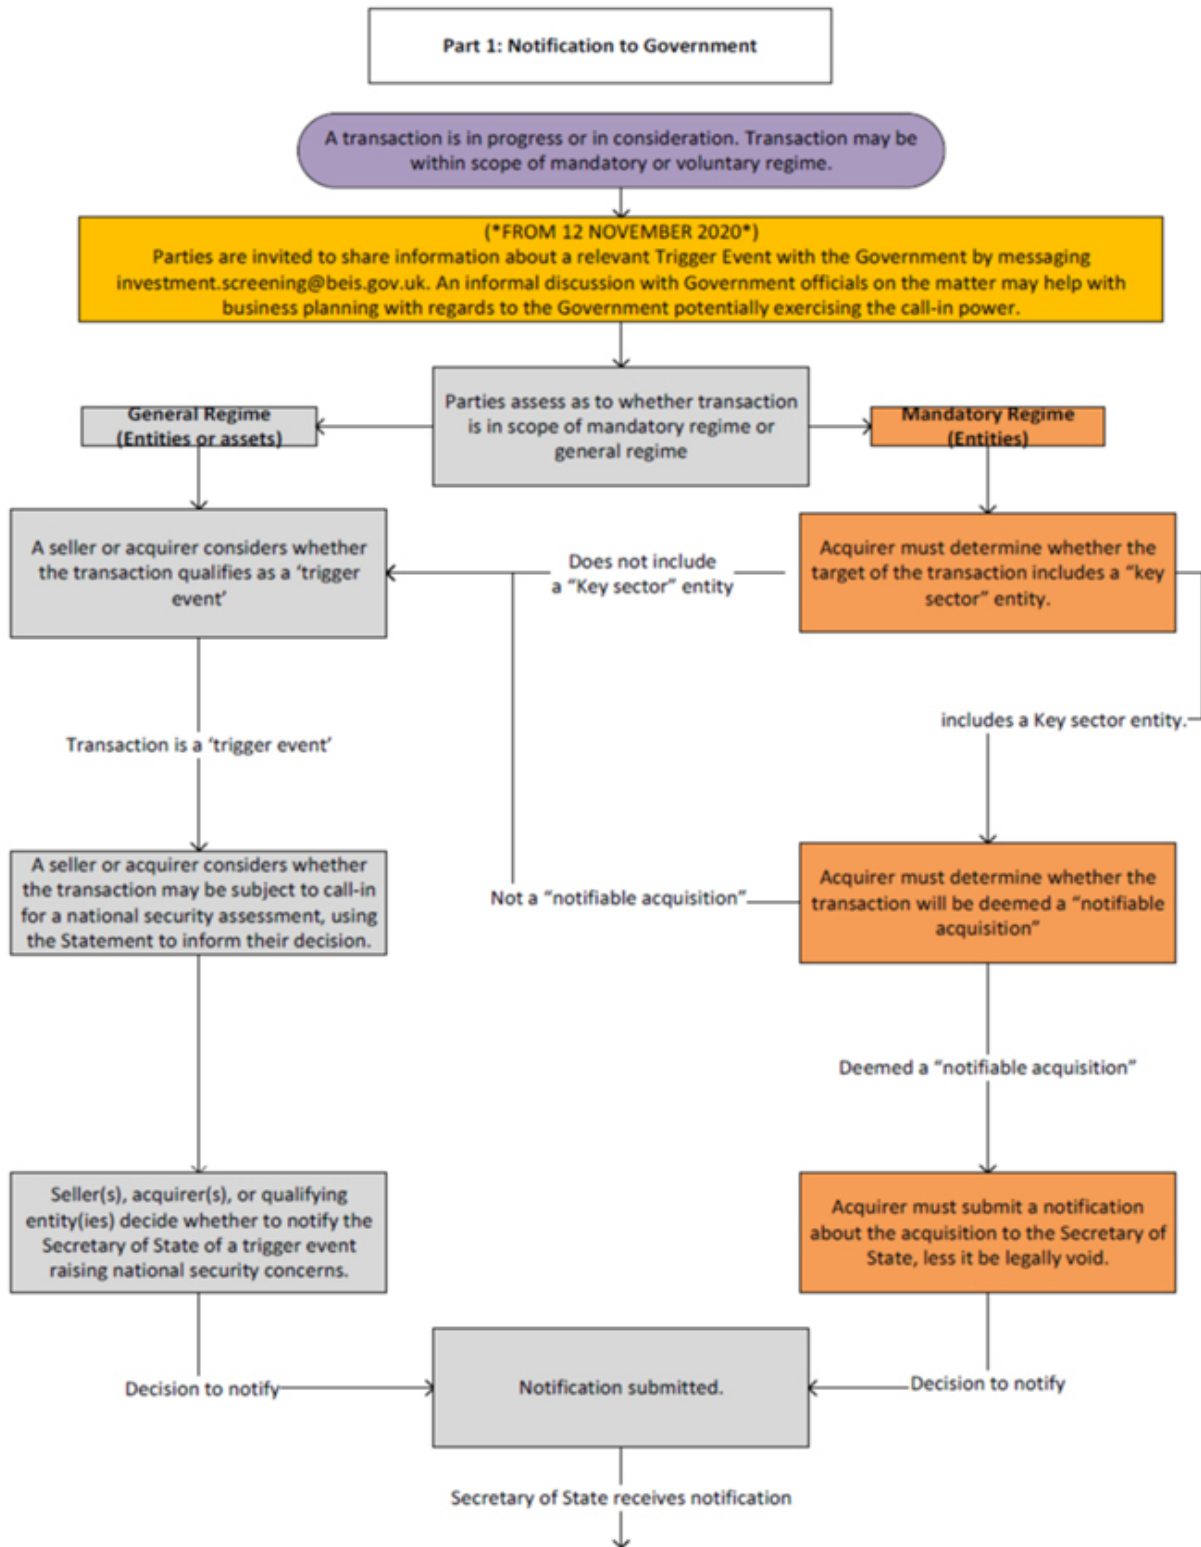 Part 1: Notification to Government
A transaction is in progress or in consideration. Transaction may be
within scope of mandatory or voluntary regime.
(*FROM 12 NOVEMBER 2020*)
Parties are invited to share information about a relevant Trigger Event with the Government by messaging
investment.screening@beis.gov.uk. An informal discussion with Government officials on the matter may help with
business planning with regards to the Government potentially exercising the call-in power.
General Regime
(Entities or assets)
Parties assess as to whether transaction
is in scope of mandatory regime or
general regime
Mandatory Regime
(Entities)
A seller or acquirer considers whether
the transaction qualifies as a ‘trigger
event’
Does not include
a “Key sector” entity
Acquirer must determine whether the
target of the transaction includes a “key
sector” entity.
includes a Key sector entity.
Transaction is a ‘trigger event’
A seller or acquirer considers whether
the transaction may be subject to call-in
for a national security assessment, using
the Statement to inform their decision.
Not a “notifiable acquisition”
Acquirer must determine whether the
transaction will be deemed a “notifiable
acquisition”
Deemed a “notifiable acquisition”
Seller(s), acquirer(s), or qualifying
entity(ies) decide whether to notify the
Secretary of State of a trigger event
raising national security concerns.
Acquirer must submit a notification
about the acquisition to the Secretary of
State, less it be legally void.
Decision to notify
Notification submitted.
Decision to notify
Secretary of State receives notification